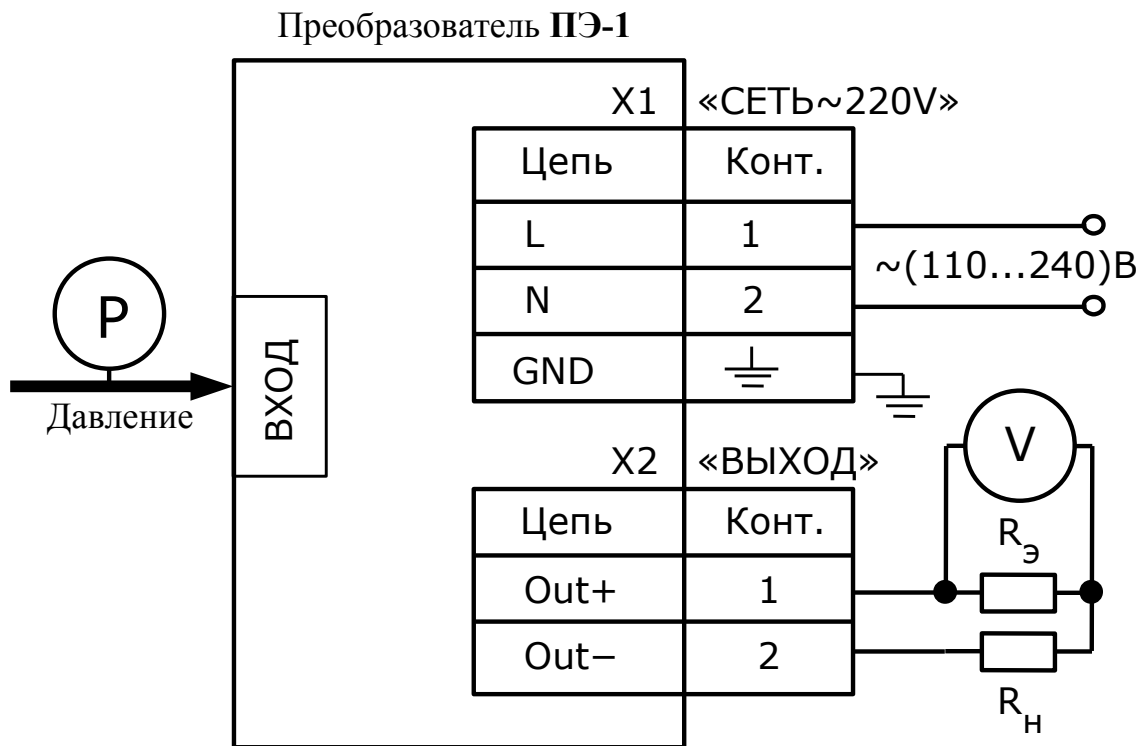 Преобразователь ПЭ-1
X1 «СЕТЬ~220V»
Цепь Конт.
L 1
~(110...240)В
N 2
GND
P
Давление
ВХОД
X2 «ВЫХОД»
V
Цепь Конт.
Rэ
Out+ 1
Out− 2
Rн